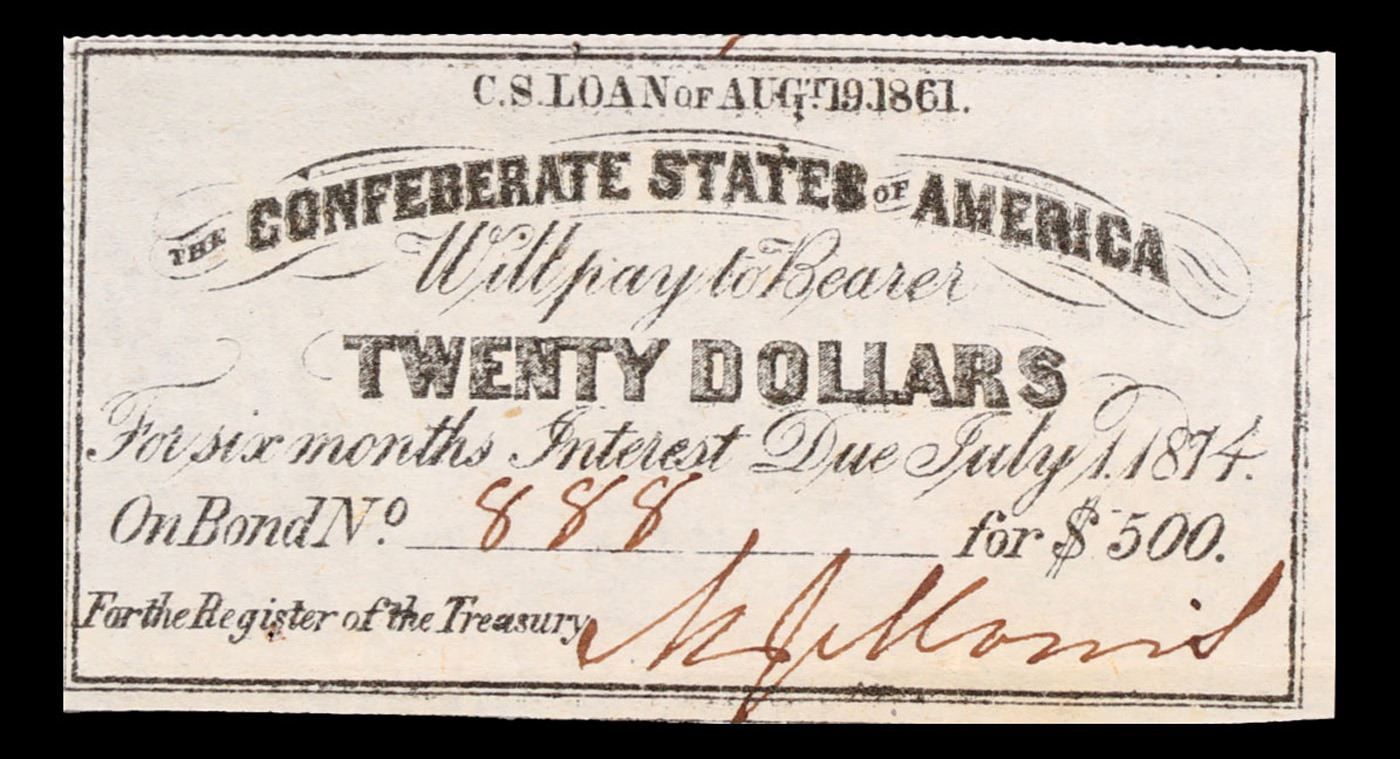 C.S. LOAN OF AUGT. 19. 1861.
THE CONFEDERATE STATES OF AMERICA
Will pay to Bearer
TWENTY DOLLARS
For six months Interest Due July 1. 1874.
On Bond No. 888 for $500.
For the Register of the Treasury
Morris